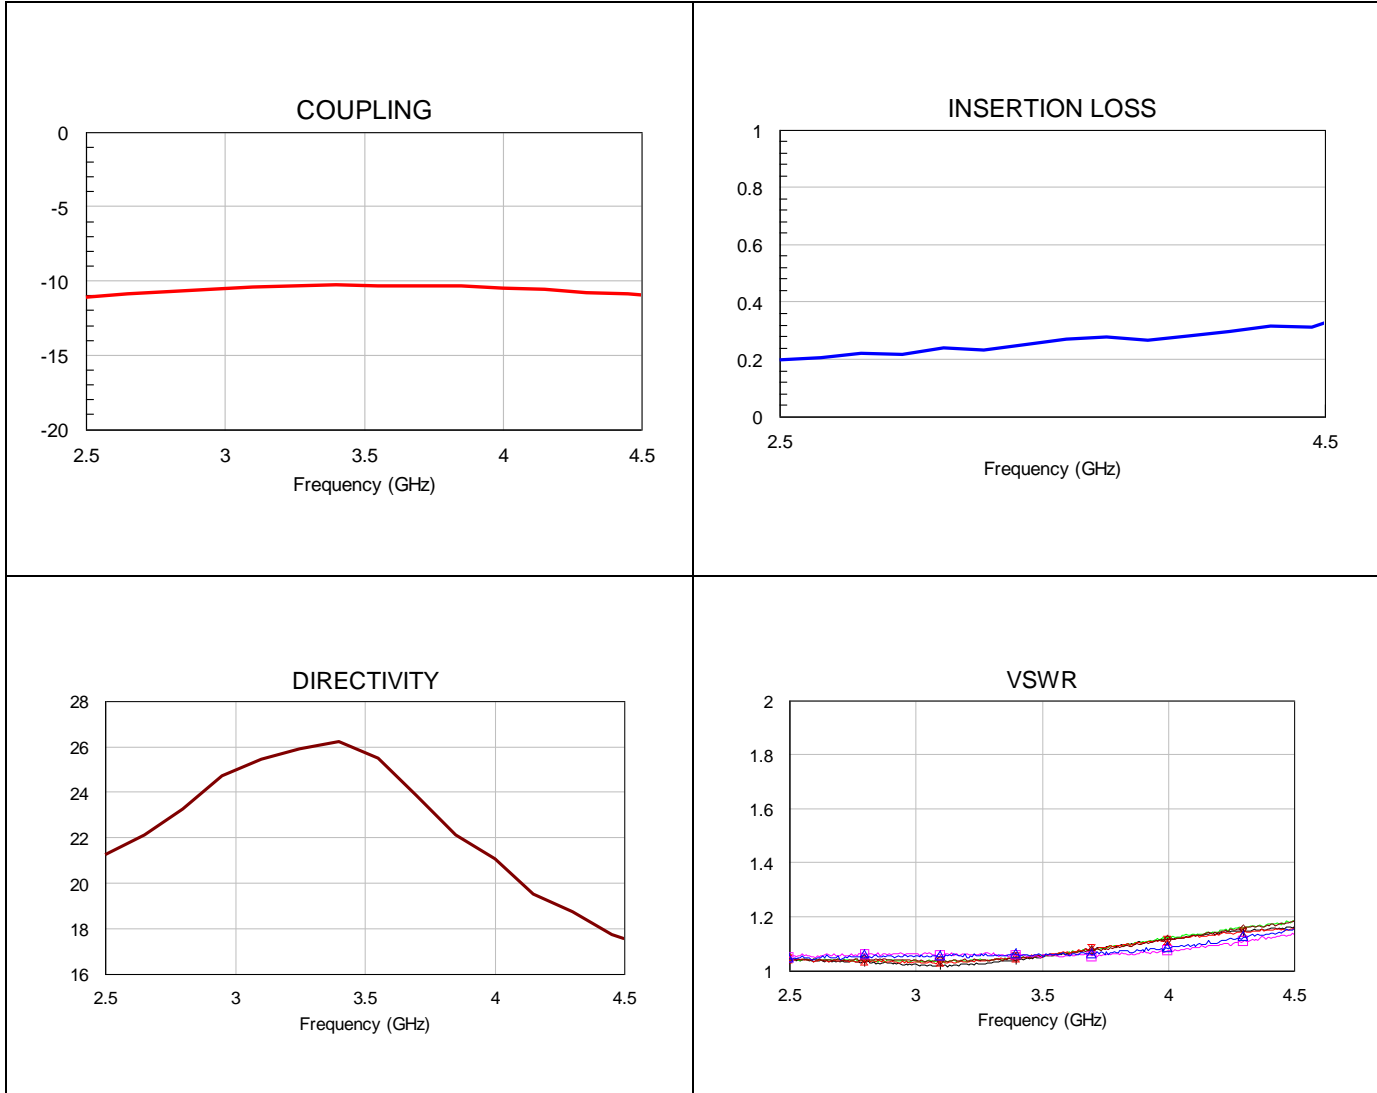 COUPLING
0
-5
-10
-15
-20
2.5 3 3.5 4 4.5
Frequency (GHz)
INSERTION LOSS
1
0.8
0.6
0.4
0.2
0
2.5 4.5
Frequency (GHz)
DIRECTIVITY
28
26
24
22
20
18
16
2.5 3 3.5 4 4.5
Frequency (GHz)
VSWR
2
1.8
1.6
1.4
1.2
1
2.5 3 3.5 4 4.5
Frequency (GHz)